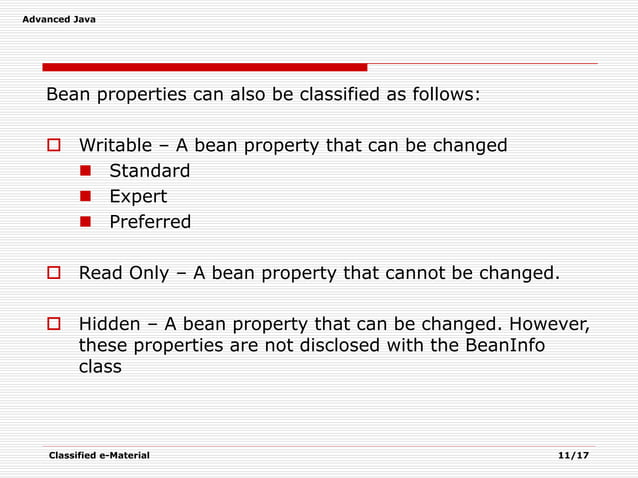 Advanced Java
Bean properties can also be classified as follows:
Writable – A bean property that can be changed
Standard
Expert
Preferred
Read Only – A bean property that cannot be changed.
Hidden – A bean property that can be changed. However,
these properties are not disclosed with the BeanInfo
class
Classified e-Material
11/17